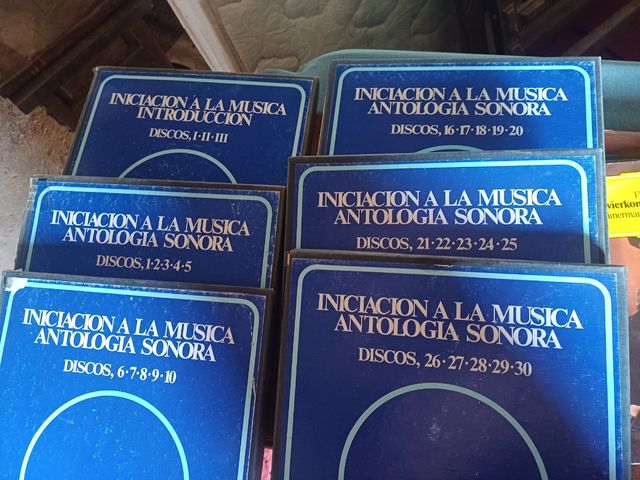 INICIACION A LA MUSICA
INTRODUCCION
DISCOS, I·II·III
INICIACION A LA MUSICA
ANTOLOGIA SONORA
DISCOS, 16·17·18·19·20
INICIACION A LA MUSICA
ANTOLOGIA SONORA
DISCOS, 1·2·3·4·5
INICIACION A LA MUSICA
ANTOLOGIA SONORA
DISCOS, 21·22·23·24·25
INICIACION A LA MUSICA
ANTOLOGIA SONORA
DISCOS, 6·7·8·9·10
INICIACION A LA MUSICA
ANTOLOGIA SONORA
DISCOS, 26·27·28·29·30